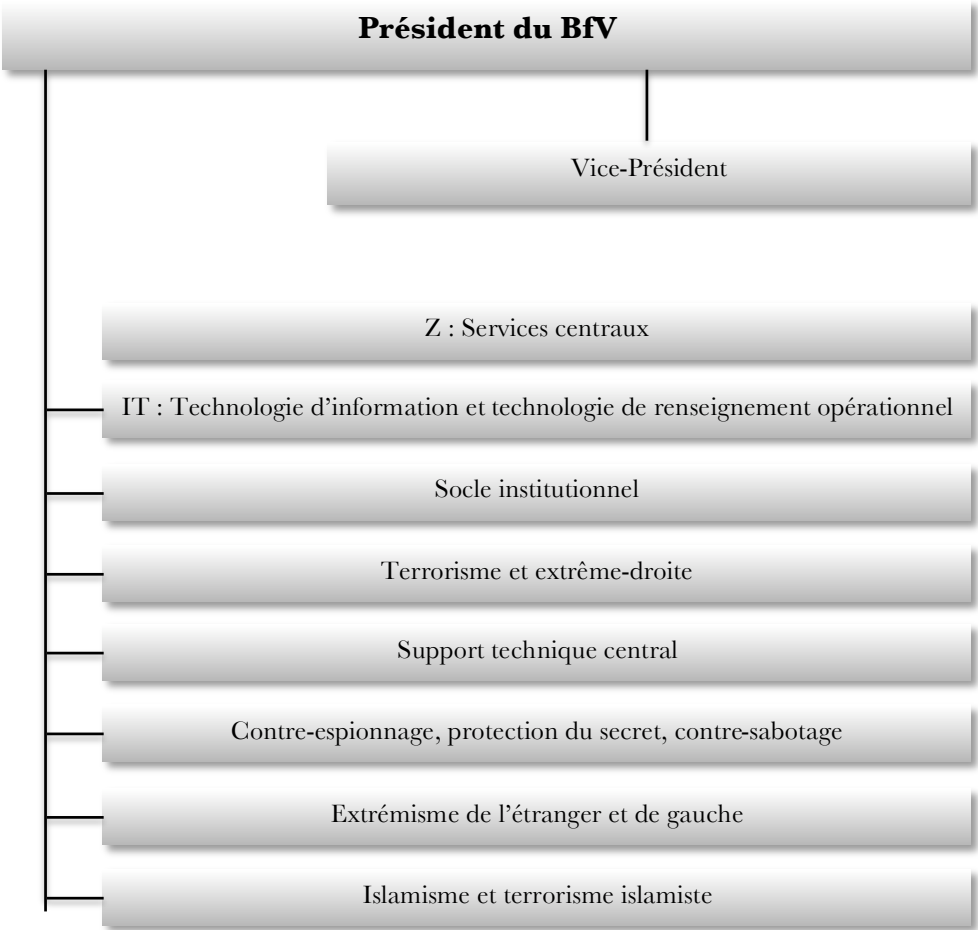 Président du BfV
Vice-Président
Z : Services centraux
IT : Technologie d’information et technologie de renseignement opérationnel
Socle institutionnel
Terrorisme et extrême-droite
Support technique central
Contre-espionnage, protection du secret, contre-sabotage
Extrémisme de l’étranger et de gauche
Islamisme et terrorisme islamiste